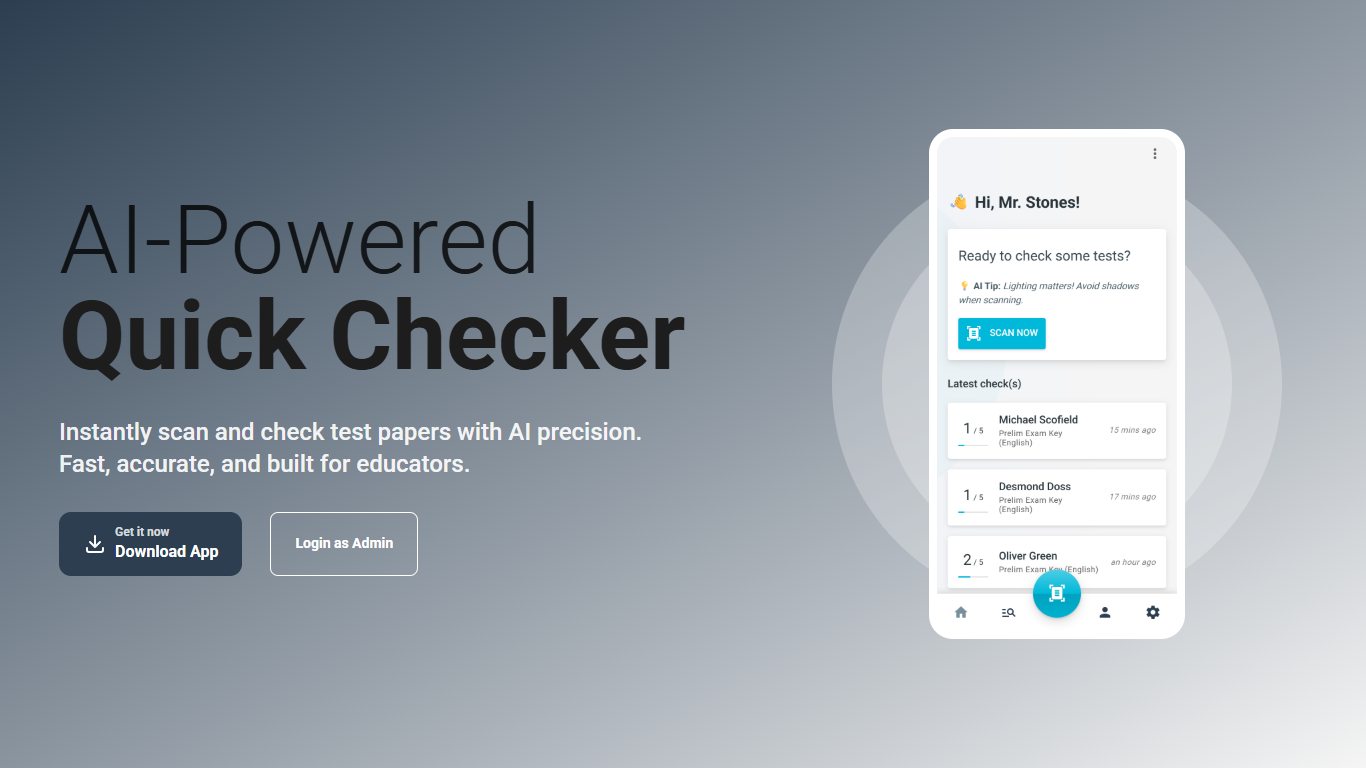 AI-Powered
Quick Checker
Instantly scan and check test papers with AI precision.
Fast, accurate, and built for educators.
Get it now
Download App
Login as Admin
Hi, Mr. Stones!
Ready to check some tests?
AI Tip: Lighting matters! Avoid shadows
when scanning.
SCAN NOW
Latest check(s)
1 / 5
Michael Scofield
Prelim Exam Key
(English)
15 mins ago
1 / 5
Desmond Doss
Prelim Exam Key
(English)
17 mins ago
2 / 5
Oliver Green
Prelim Exam Key (English)
an hour ago